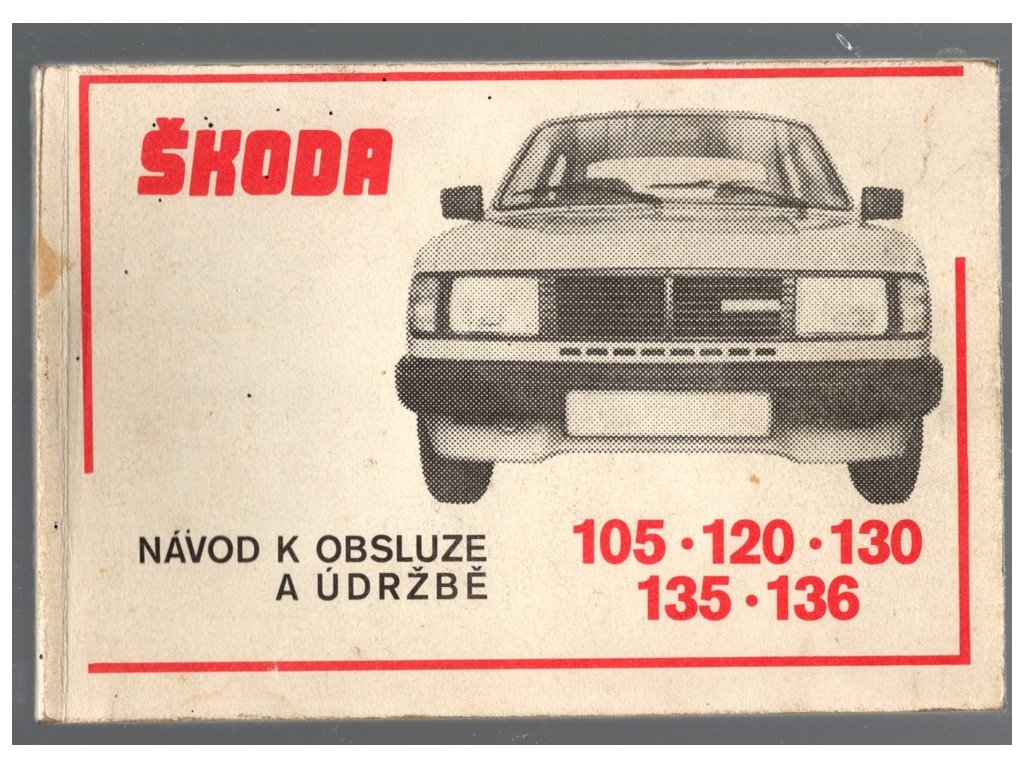 ŠKODA
NÁVOD K OBSLUZE
A ÚDRŽBĚ
105 · 120 · 130
135 · 136